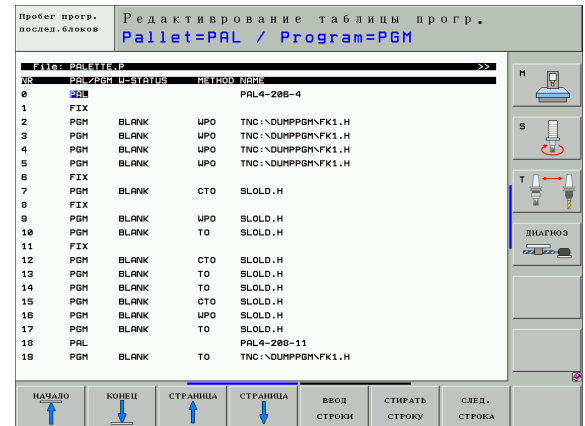 Пробег прогр.
послед.блоков
Редактирование таблицы прогр.
Pallet=PAL / Program=PGM
File: PALETTE.P >>
NR PAL/PGM W-STATUS METHOD NAME
0 PAL PAL4-206-4
1 FIX
2 PGM BLANK WPO TNC:\DUMPPGM\FK1.H
3 PGM BLANK WPO TNC:\DUMPPGM\FK1.H
4 PGM BLANK WPO TNC:\DUMPPGM\FK1.H
5 PGM BLANK WPO TNC:\DUMPPGM\FK1.H
6 FIX
7 PGM BLANK CTO SLOLD.H
8 FIX
9 PGM BLANK WPO SLOLD.H
10 PGM BLANK TO SLOLD.H
11 FIX
12 PGM BLANK CTO SLOLD.H
13 PGM BLANK TO SLOLD.H
14 PGM BLANK TO SLOLD.H
15 PGM BLANK CTO SLOLD.H
16 PGM BLANK WPO SLOLD.H
17 PGM BLANK TO SLOLD.H
18 PAL PAL4-208-11
19 PGM BLANK TO TNC:\DUMPPGM\FK1.H
M
S
T
ДИАГНОЗ
НАЧАЛО
КОНЕЦ
СТРАНИЦА
СТРАНИЦА
ВВОД
СТРОКИ
СТИРАТЬ
СТРОКУ
СЛЕД.
СТРОКА